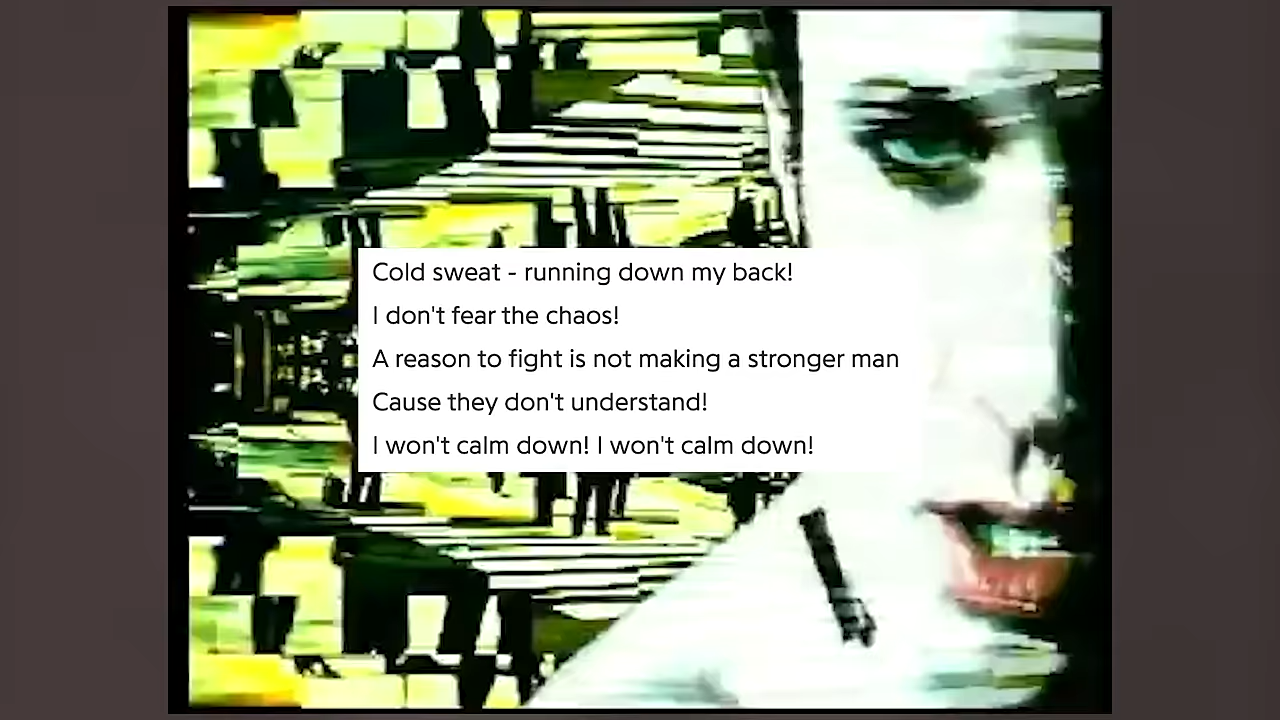 Cold sweat - running down my back!
I don't fear the chaos!
A reason to fight is not making a stronger man
Cause they don't understand!
I won't calm down! I won't calm down!